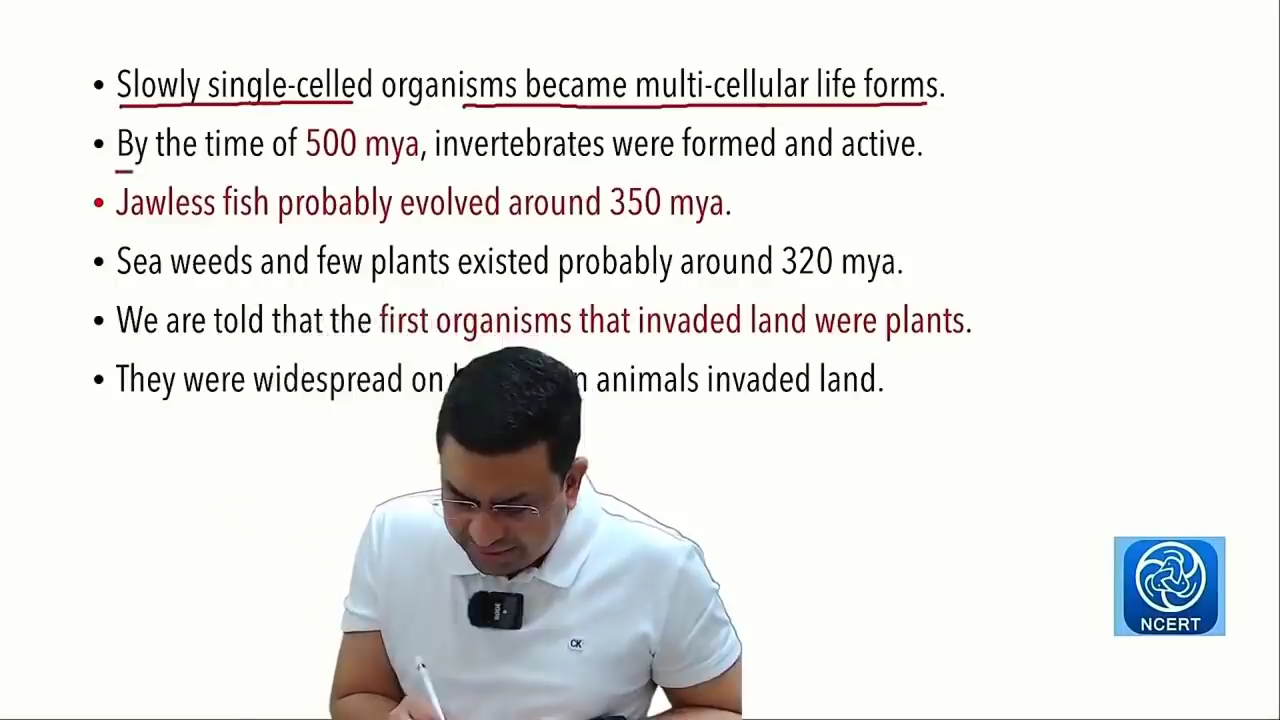 • Slowly single-celled organisms became multi-cellular life forms.
• By the time of 500 mya, invertebrates were formed and active.
• Jawless fish probably evolved around 350 mya.
• Sea weeds and few plants existed probably around 320 mya.
• We are told that the first organisms that invaded land were plants.
• They were widespread on animals invaded land.
RODE
CK
NCERT